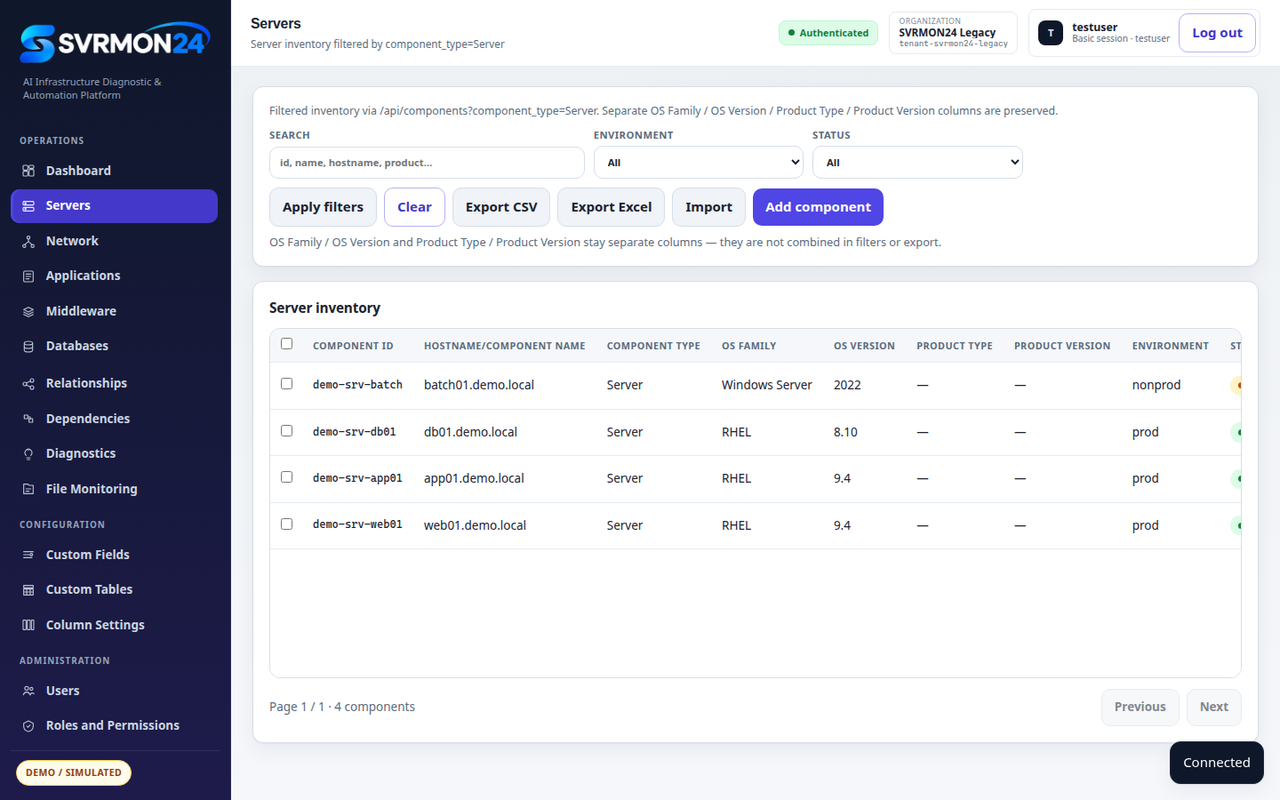 SVRMON24
AI Infrastructure Diagnostic &
Automation Platform
OPERATIONS
Dashboard
Servers
Network
Applications
Middleware
Databases
Relationships
Dependencies
Diagnostics
File Monitoring
CONFIGURATION
Custom Fields
Custom Tables
Column Settings
ADMINISTRATION
Users
Roles and Permissions
DEMO / SIMULATED
Servers
Server inventory filtered by component_type=Server
Authenticated
ORGANIZATION
SVRMON24 Legacy
tenant-svrmon24-legacy
T
testuser
Basic session · testuser
Log out
Filtered inventory via /api/components?component_type=Server. Separate OS Family / OS Version / Product Type / Product Version columns are preserved.
SEARCH ENVIRONMENT STATUS
id, name, hostname, product... All All
Apply filters Clear Export CSV Export Excel Import Add component
OS Family / OS Version and Product Type / Product Version stay separate columns — they are not combined in filters or export.
Server inventory
COMPONENT ID HOSTNAME/COMPONENT NAME COMPONENT TYPE OS FAMILY OS VERSION PRODUCT TYPE PRODUCT VERSION ENVIRONMENT ST
demo-srv-batch batch01.demo.local Server Windows Server 2022 — — nonprod
demo-srv-db01 db01.demo.local Server RHEL 8.10 — — prod
demo-srv-app01 app01.demo.local Server RHEL 9.4 — — prod
demo-srv-web01 web01.demo.local Server RHEL 9.4 — — prod
Page 1 / 1 · 4 components Previous Next
Connected